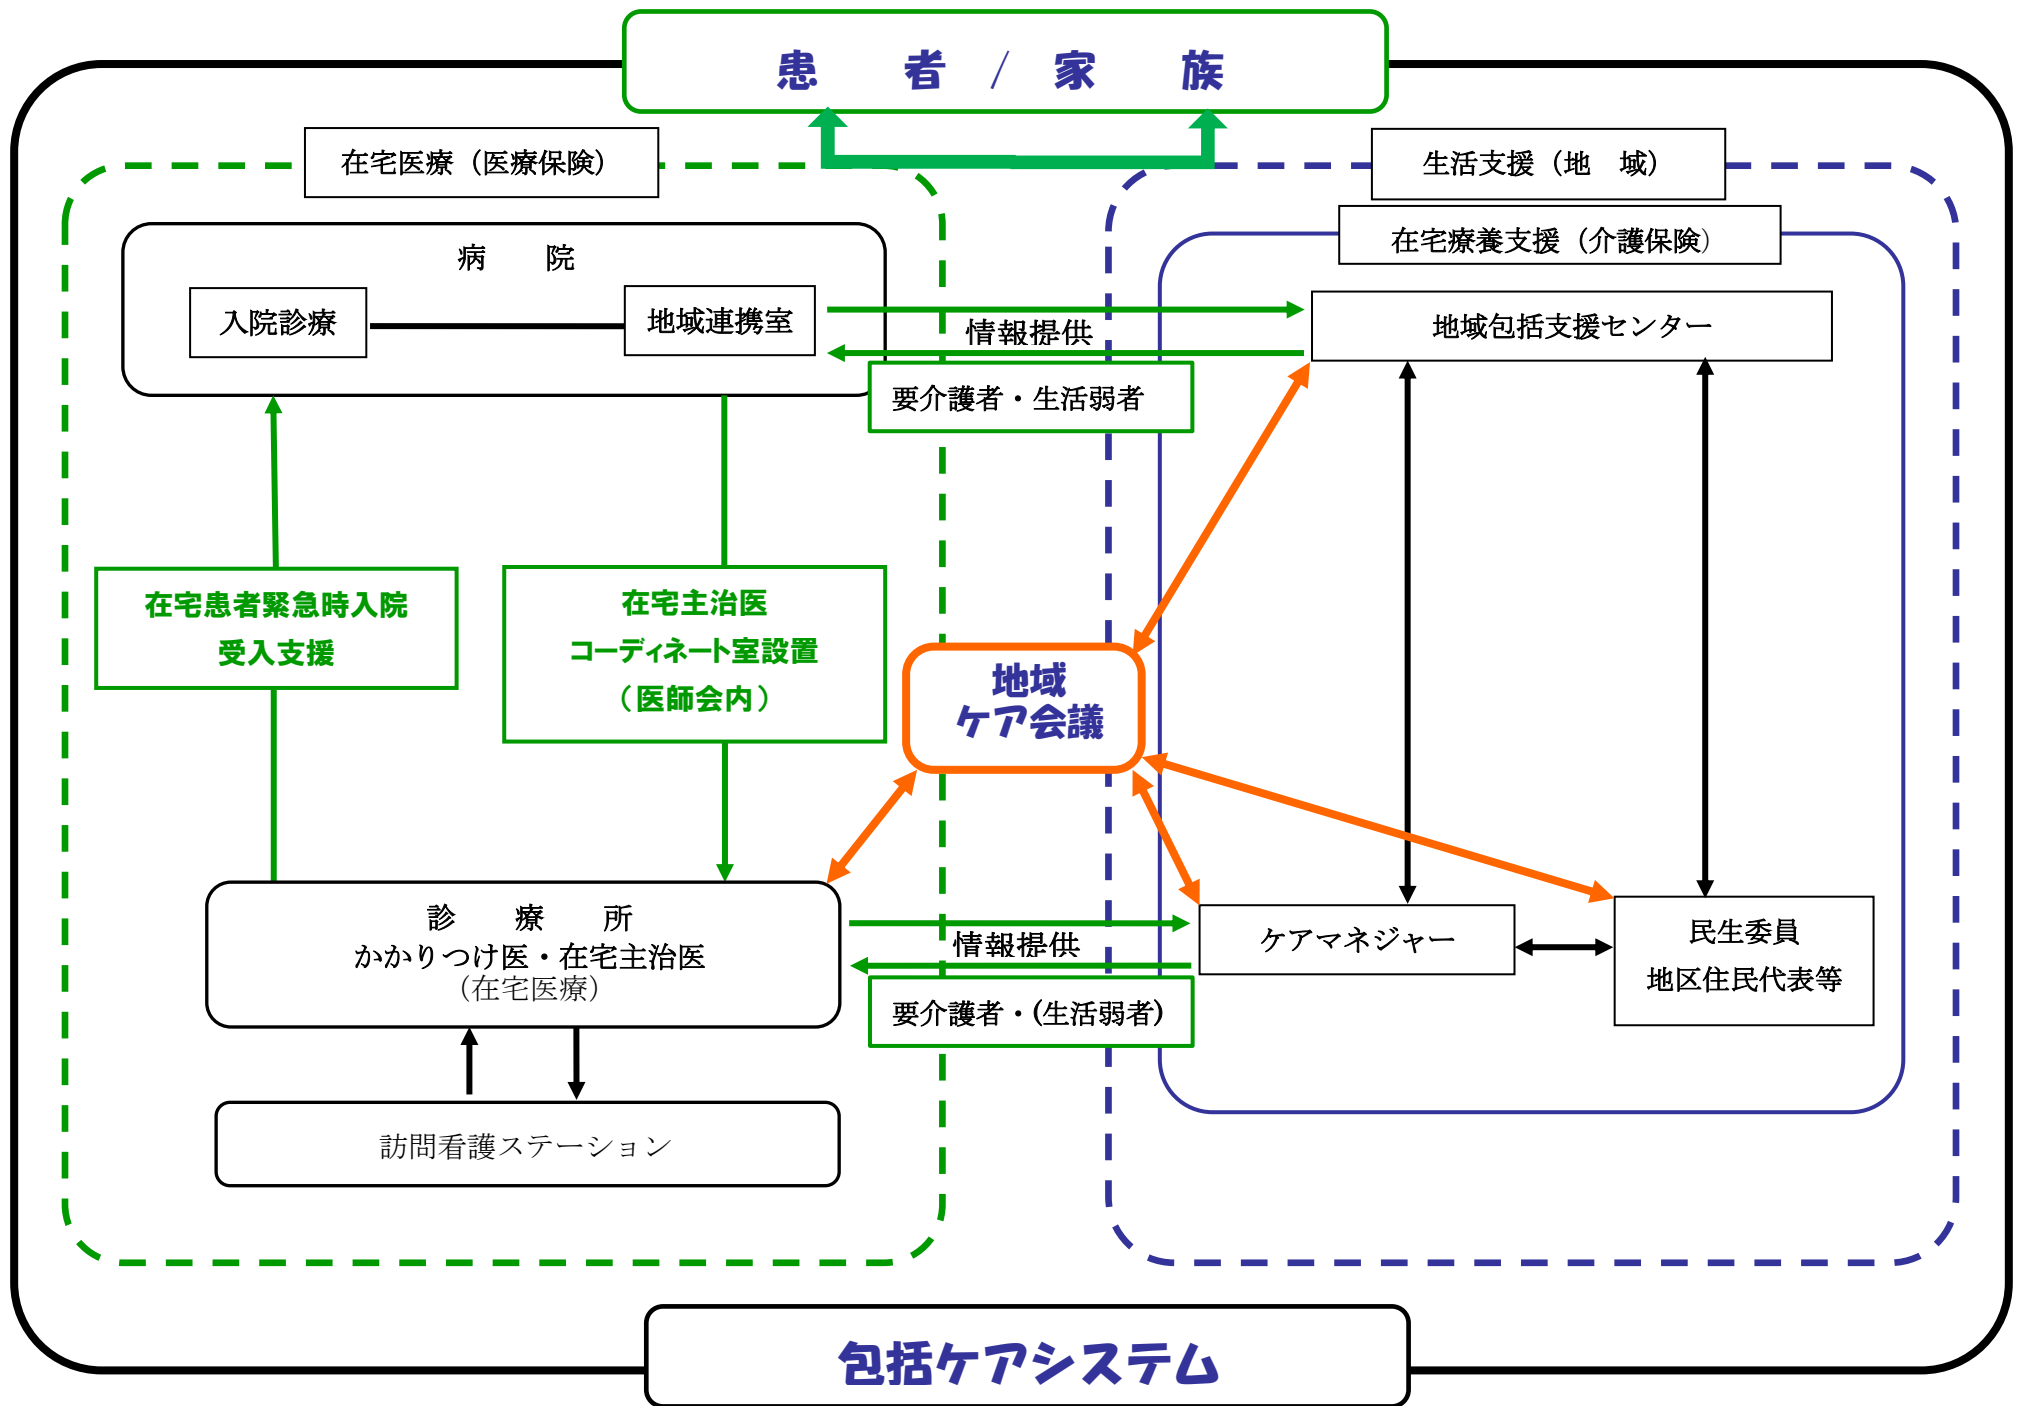 患　者 / 家　族
在宅医療（医療保険）
生活支援（地　域）
在宅療養支援（介護保険）
病　院
入院診療
地域連携室
地域包括支援センター
情報提供
要介護者・生活弱者
在宅患者緊急時入院
受入支援
在宅主治医
コーディネート室設置
（医師会内）
地域
ケア会議
診　療　所
かかりつけ医・在宅主治医
（在宅医療）
情報提供
要介護者・(生活弱者)
ケアマネジャー
民生委員
地区住民代表等
訪問看護ステーション
包括ケアシステム